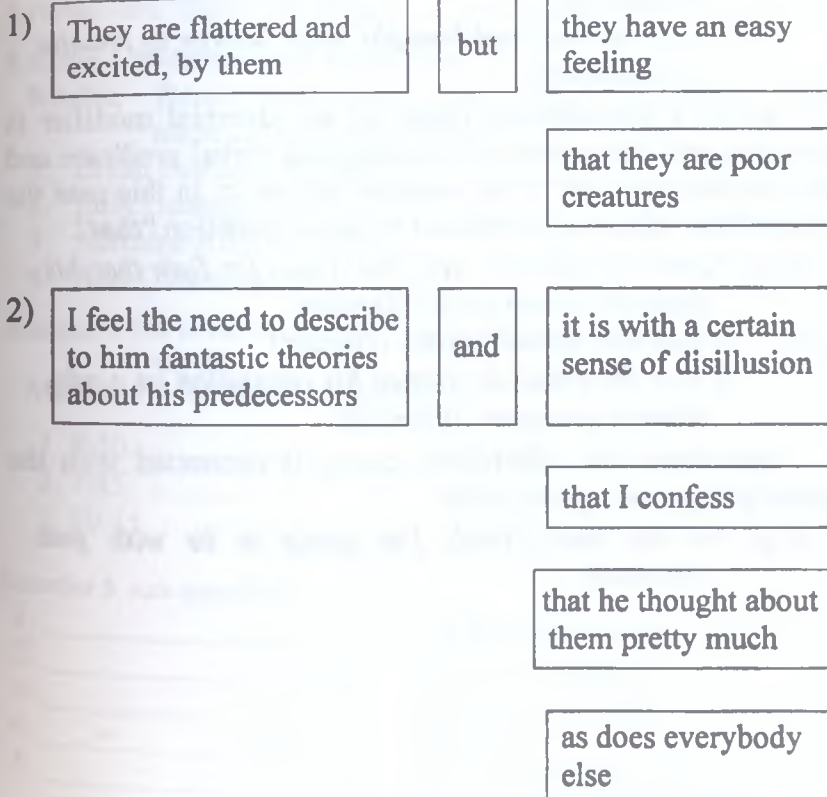 1)
They are flattered and
excited, by them
but
they have an easy
feeling
that they are poor
creatures
2)
I feel the need to describe
to him fantastic theories
about his predecessors
and
it is with a certain
sense of disillusion
that I confess
that he thought about
them pretty much
as does everybody
else